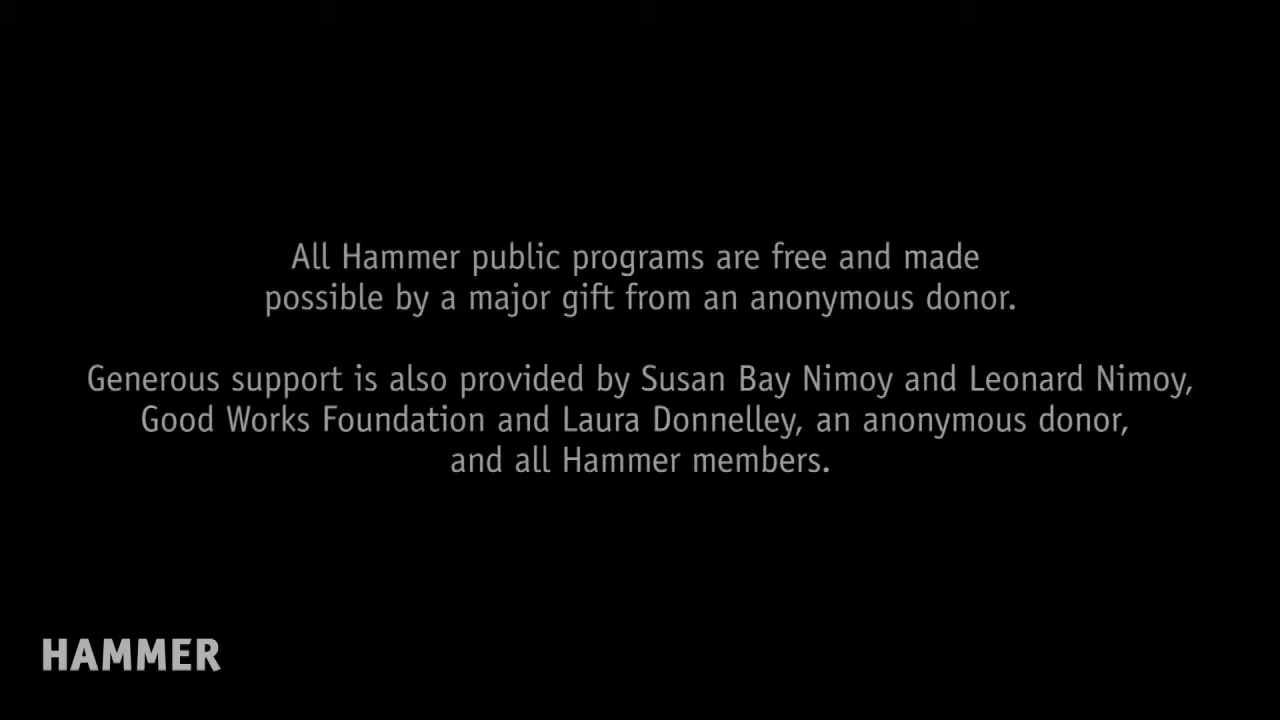 All Hammer public programs are free and made
possible by a major gift from an anonymous donor.
Generous support is also provided by Susan Bay Nimoy and Leonard Nimoy,
Good Works Foundation and Laura Donnelley, an anonymous donor,
and all Hammer members.
HAMMER